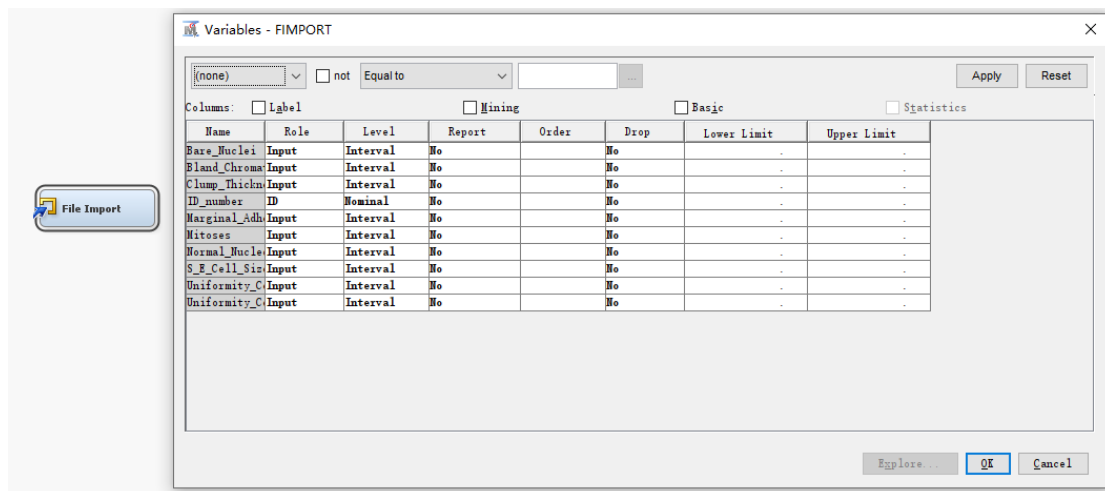 Variables - FIMPORT
(none) not Equal to ... Apply Reset
Columns: Label Mining Basic Statistics
Name Role Level Report Order Drop Lower Limit Upper Limit
Bare_Nuclei Input Interval No No . .
Bland_Chroma Input Interval No No . .
Clump_Thickn Input Interval No No . .
ID_number ID Nominal No No . .
File Import
Marginal_Adh Input Interval No No . .
Mitoses Input Interval No No . .
Normal_Nucle Input Interval No No . .
S_E_Cell_Siz Input Interval No No . .
Uniformity_C Input Interval No No . .
Uniformity_C Input Interval No No . .
Explore... OK Cancel